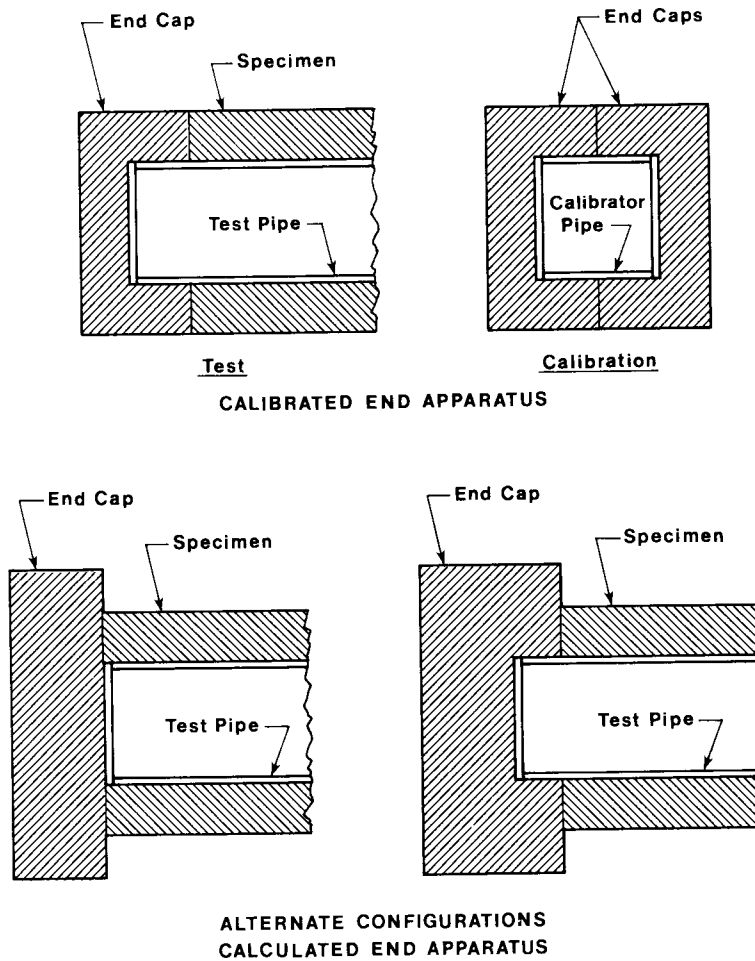 End Cap
Specimen
Test Pipe
Test
End Caps
Calibrator
Pipe
Calibration
CALIBRATED END APPARATUS
End Cap
Specimen
Test Pipe
End Cap
Specimen
Test Pipe
ALTERNATE CONFIGURATIONS
CALCULATED END APPARATUS